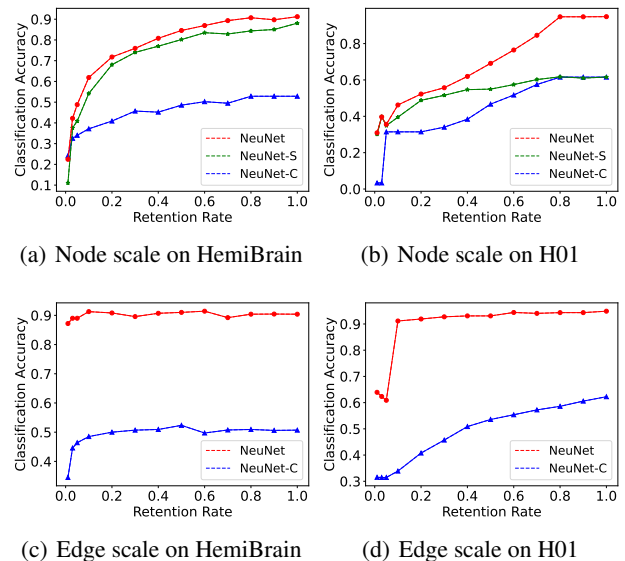 0.9
0.8
0.7
0.6
0.5
0.4
0.3
0.2
0.1
Classification Accuracy
NeuNet
NeuNet-S
NeuNet-C
0.0 0.2 0.4 0.6 0.8 1.0
Retention Rate
(a) Node scale on HemiBrain
0.8
0.6
0.4
0.2
0.0
Classification Accuracy
NeuNet
NeuNet-S
NeuNet-C
0.0 0.2 0.4 0.6 0.8 1.0
Retention Rate
(b) Node scale on H01
0.9
0.8
0.7
0.6
0.5
0.4
Classification Accuracy
NeuNet
NeuNet-C
0.0 0.2 0.4 0.6 0.8 1.0
Retention Rate
(c) Edge scale on HemiBrain
0.9
0.8
0.7
0.6
0.5
0.4
0.3
Classification Accuracy
NeuNet
NeuNet-C
0.0 0.2 0.4 0.6 0.8 1.0
Retention Rate
(d) Edge scale on H01